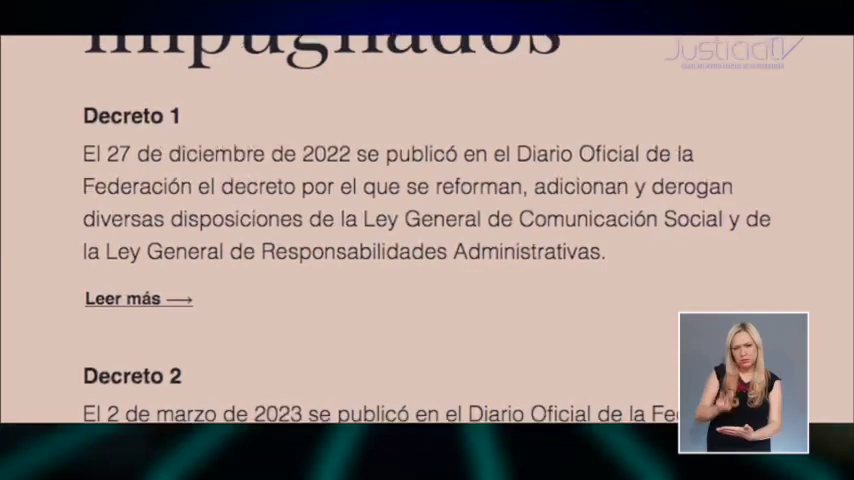 impugnados
JusticiaTV
Decreto 1
El 27 de diciembre de 2022 se publicó en el Diario Oficial de la
Federación el decreto por el que se reforman, adicionan y derogan
diversas disposiciones de la Ley General de Comunicación Social y de
la Ley General de Responsabilidades Administrativas.
Leer más →
Decreto 2
El 2 de marzo de 2023 se publicó en el Diario Oficial de la Fe